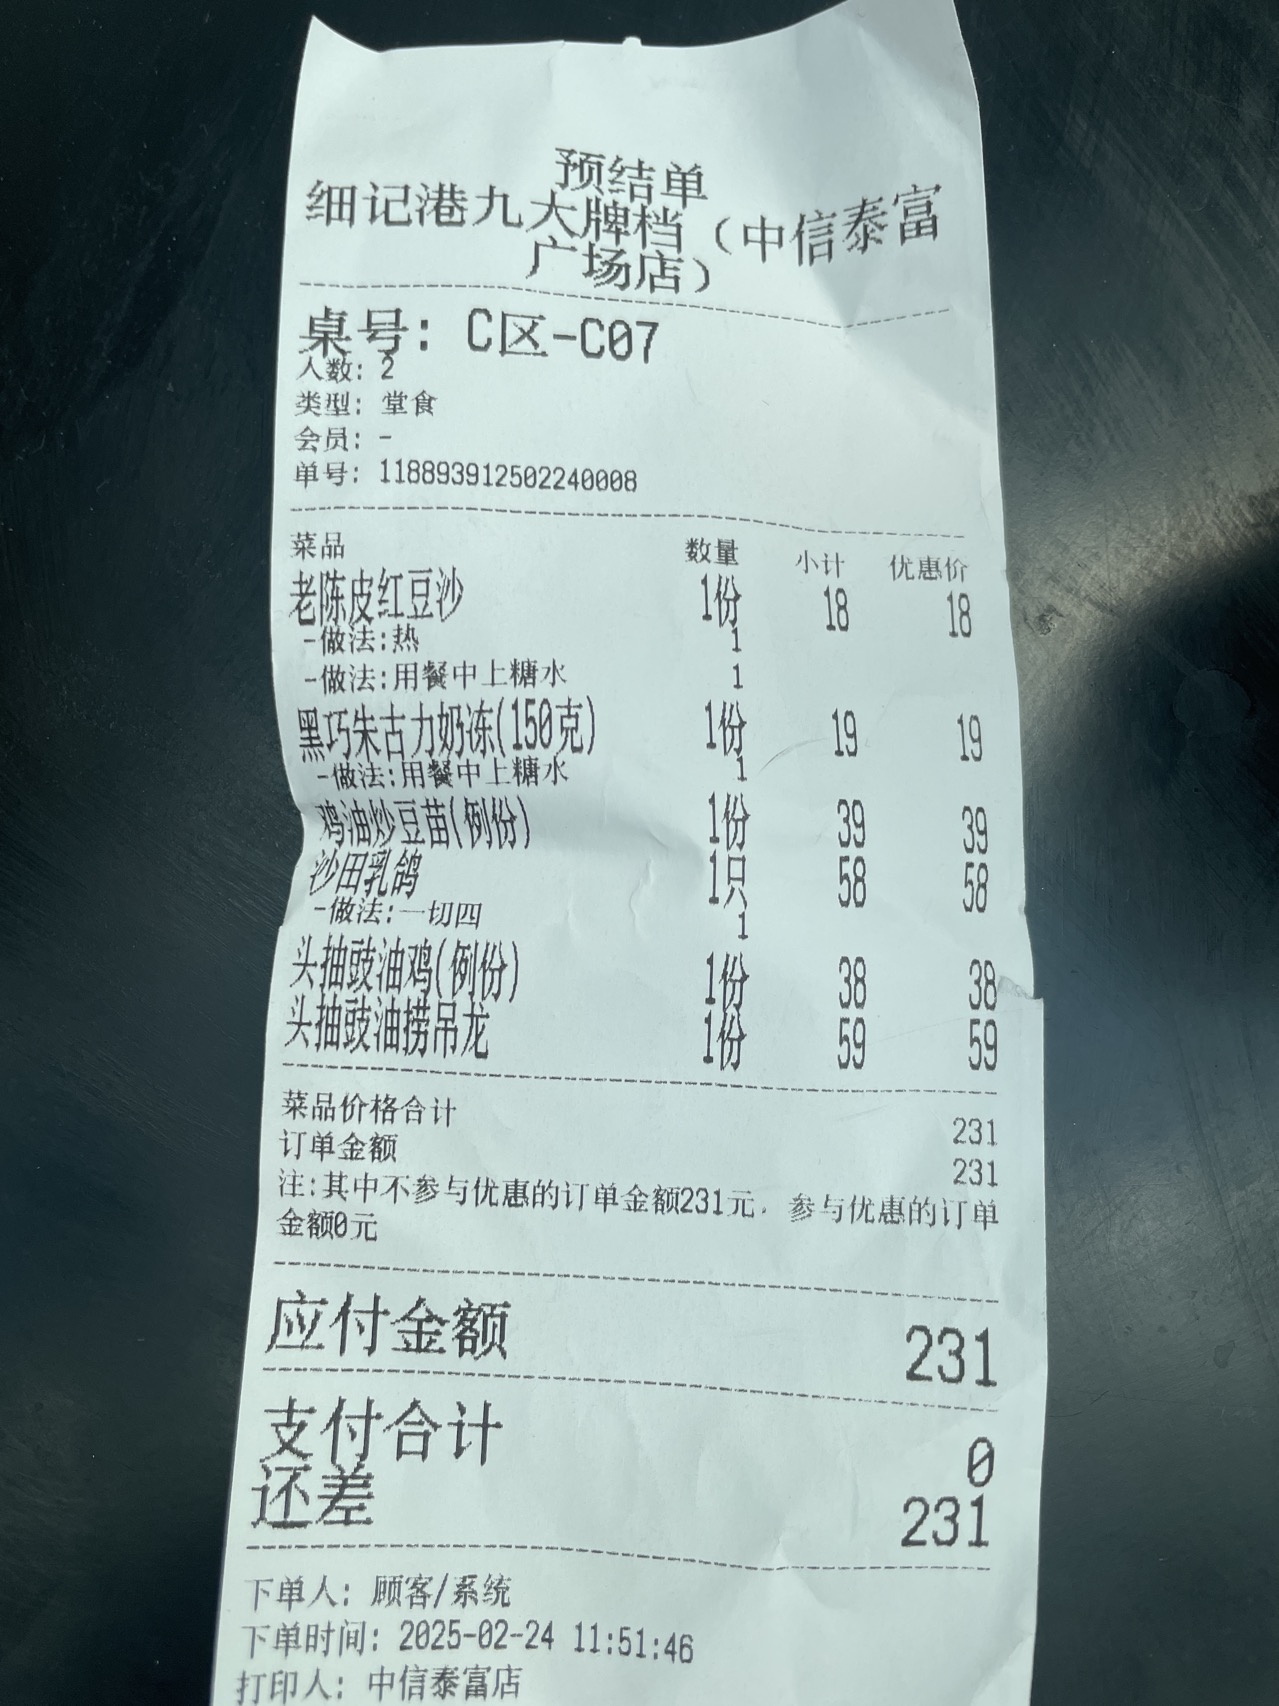 预结单
细记港九大牌档（中信泰富
广场店）
桌号: C区-C07
人数: 2
类型: 堂食
会员: -
单号: 118893912502240008
菜品 数量 小计 优惠价
老陈皮红豆沙 1份 18 18
-做法:热 1
-做法:用餐中上糖水 1
黑巧朱古力奶冻(150克) 1份 19 19
-做法:用餐中上糖水 1
鸡油炒豆苗(例份) 1份 39 39
沙田乳鸽 1只 58 58
-做法:一切四 1
头抽豉油鸡(例份) 1份 38 38
头抽豉油捞吊龙 1份 59 59
菜品价格合计 231
订单金额 231
注:其中不参与优惠的订单金额231元，参与优惠的订单
金额0元
应付金额 231
支付合计 0
还差 231
下单人: 顾客/系统
下单时间: 2025-02-24 11:51:46
打印人: 中信泰富店